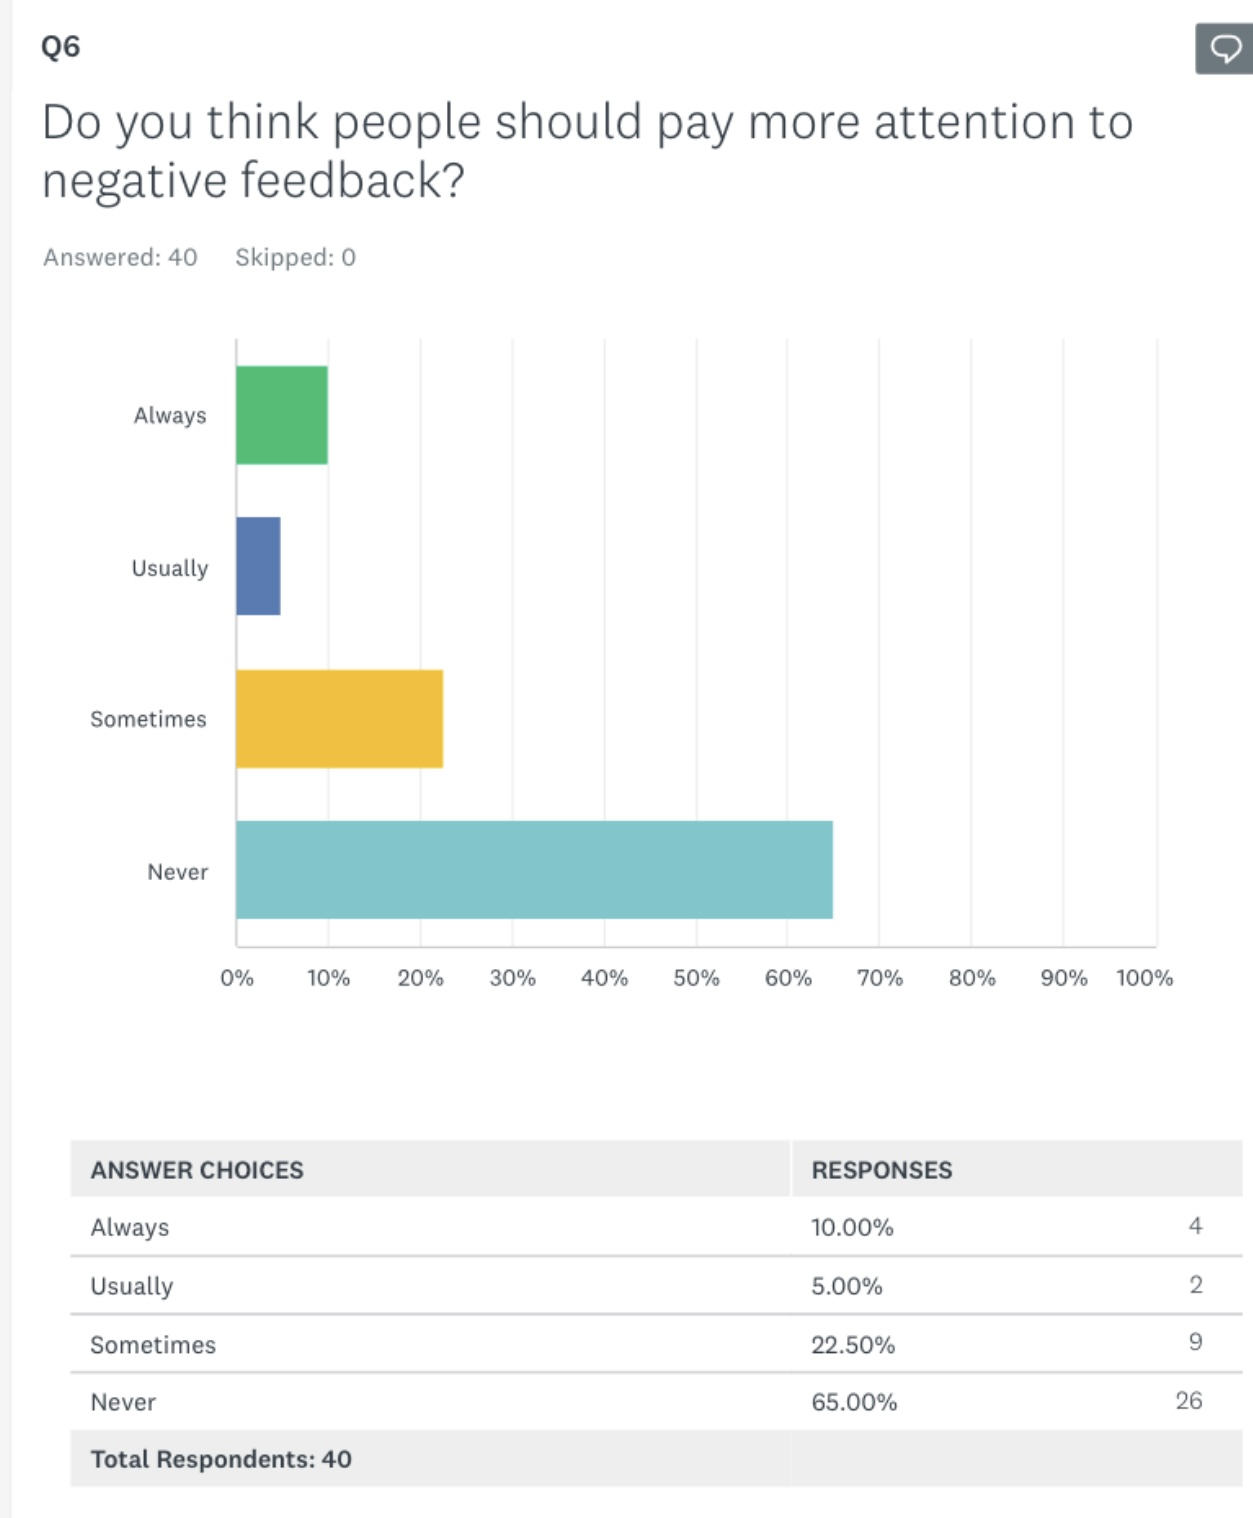 Q6
Do you think people should pay more attention to
negative feedback?
Answered: 40 Skipped: 0
Always
Usually
Sometimes
Never
0% 10% 20% 30% 40% 50% 60% 70% 80% 90% 100%
ANSWER CHOICES RESPONSES
Always 10.00% 4
Usually 5.00% 2
Sometimes 22.50% 9
Never 65.00% 26
Total Respondents: 40